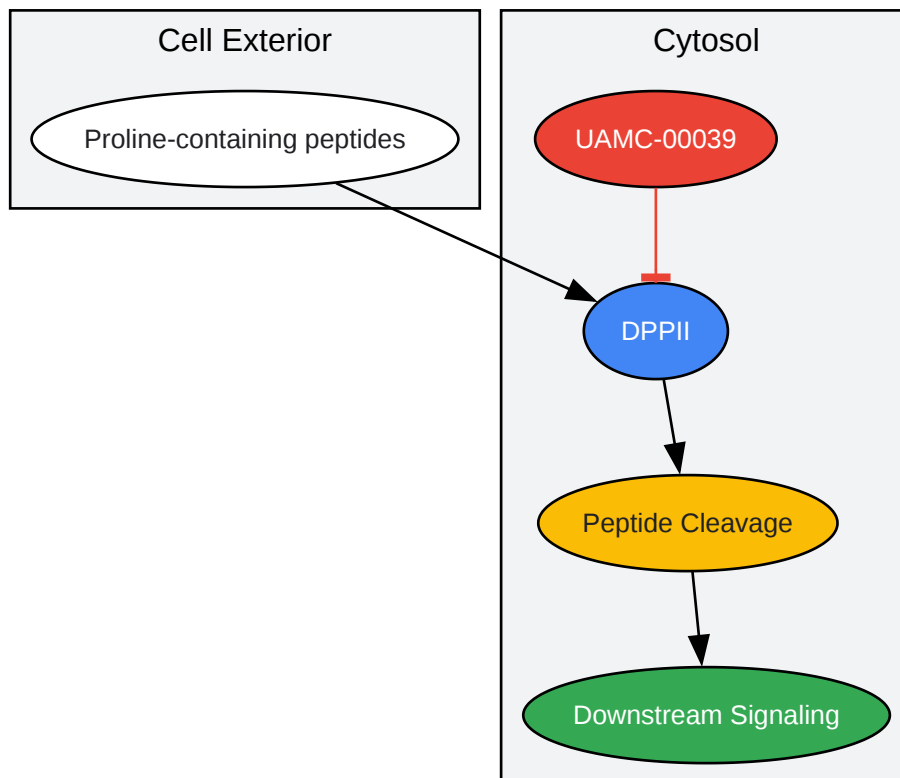 Cell Exterior
Proline-containing peptides
Cytosol
UAMC-00039
DPPII
Peptide Cleavage
Downstream Signaling